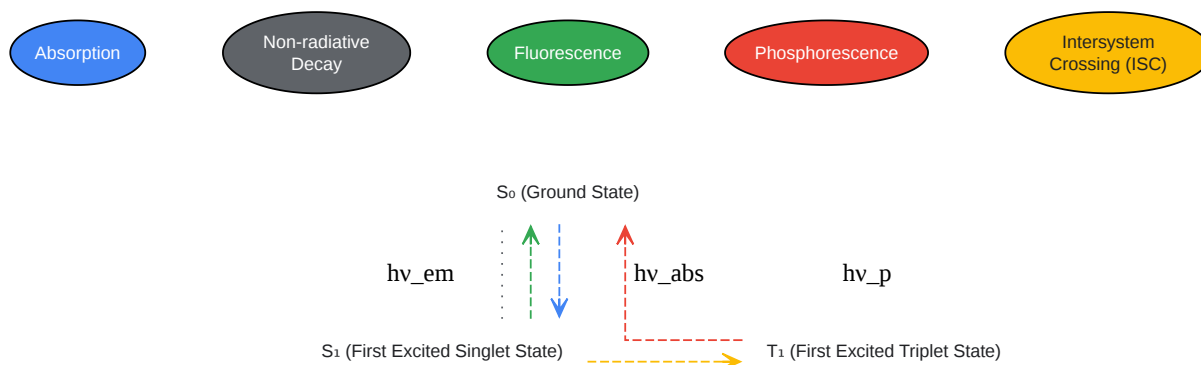 Absorption
Non-radiative
Decay
Fluorescence
Phosphorescence
Intersystem
Crossing (ISC)
S₀ (Ground State)
hν_em
hν_abs
hν_p
S₁ (First Excited Singlet State)
T₁ (First Excited Triplet State)